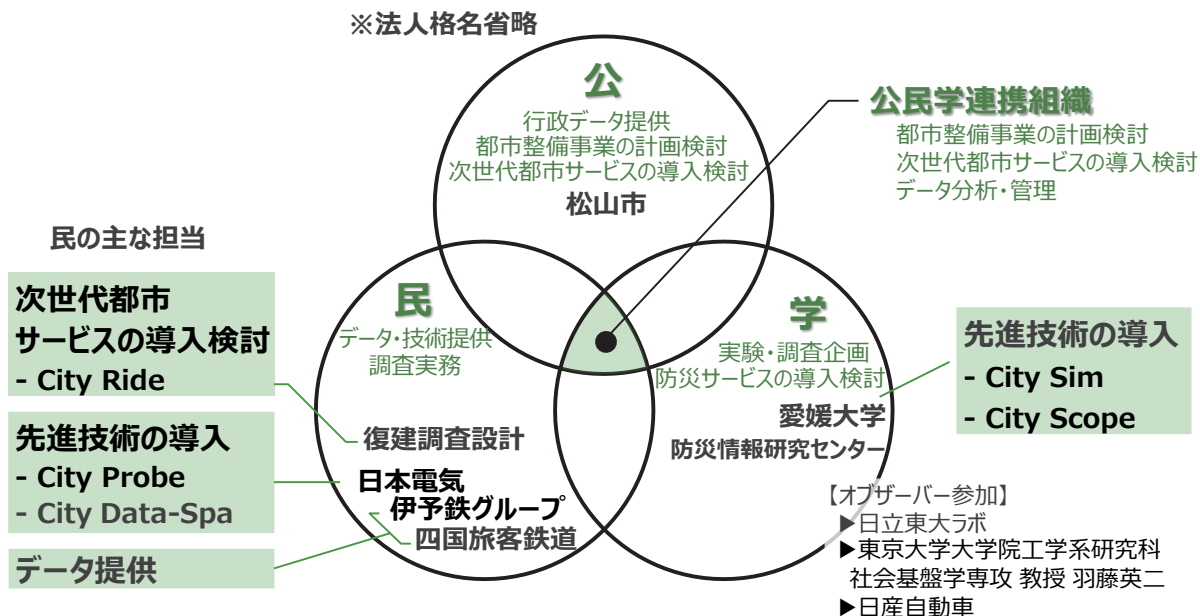 ※法人格名省略
公
行政データ提供
都市整備事業の計画検討
次世代都市サービスの導入検討
松山市
公民学連携組織
都市整備事業の計画検討
次世代都市サービスの導入検討
データ分析・管理
民の主な担当
次世代都市
サービスの導入検討
- City Ride
先進技術の導入
- City Probe
- City Data-Spa
データ提供
民
データ・技術提供
調査実務
復建調査設計
日本電気
伊予鉄グループ
四国旅客鉄道
学
実験・調査企画
防災サービスの導入検討
愛媛大学
防災情報研究センター
先進技術の導入
- City Sim
- City Scope
【オブザーバー参加】
▶日立東大ラボ
▶東京大学大学院工学系研究科
社会基盤学専攻 教授 羽藤英二
▶日産自動車